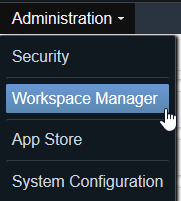 Administration
Security
Workspace Manager
App Store
System Configuration